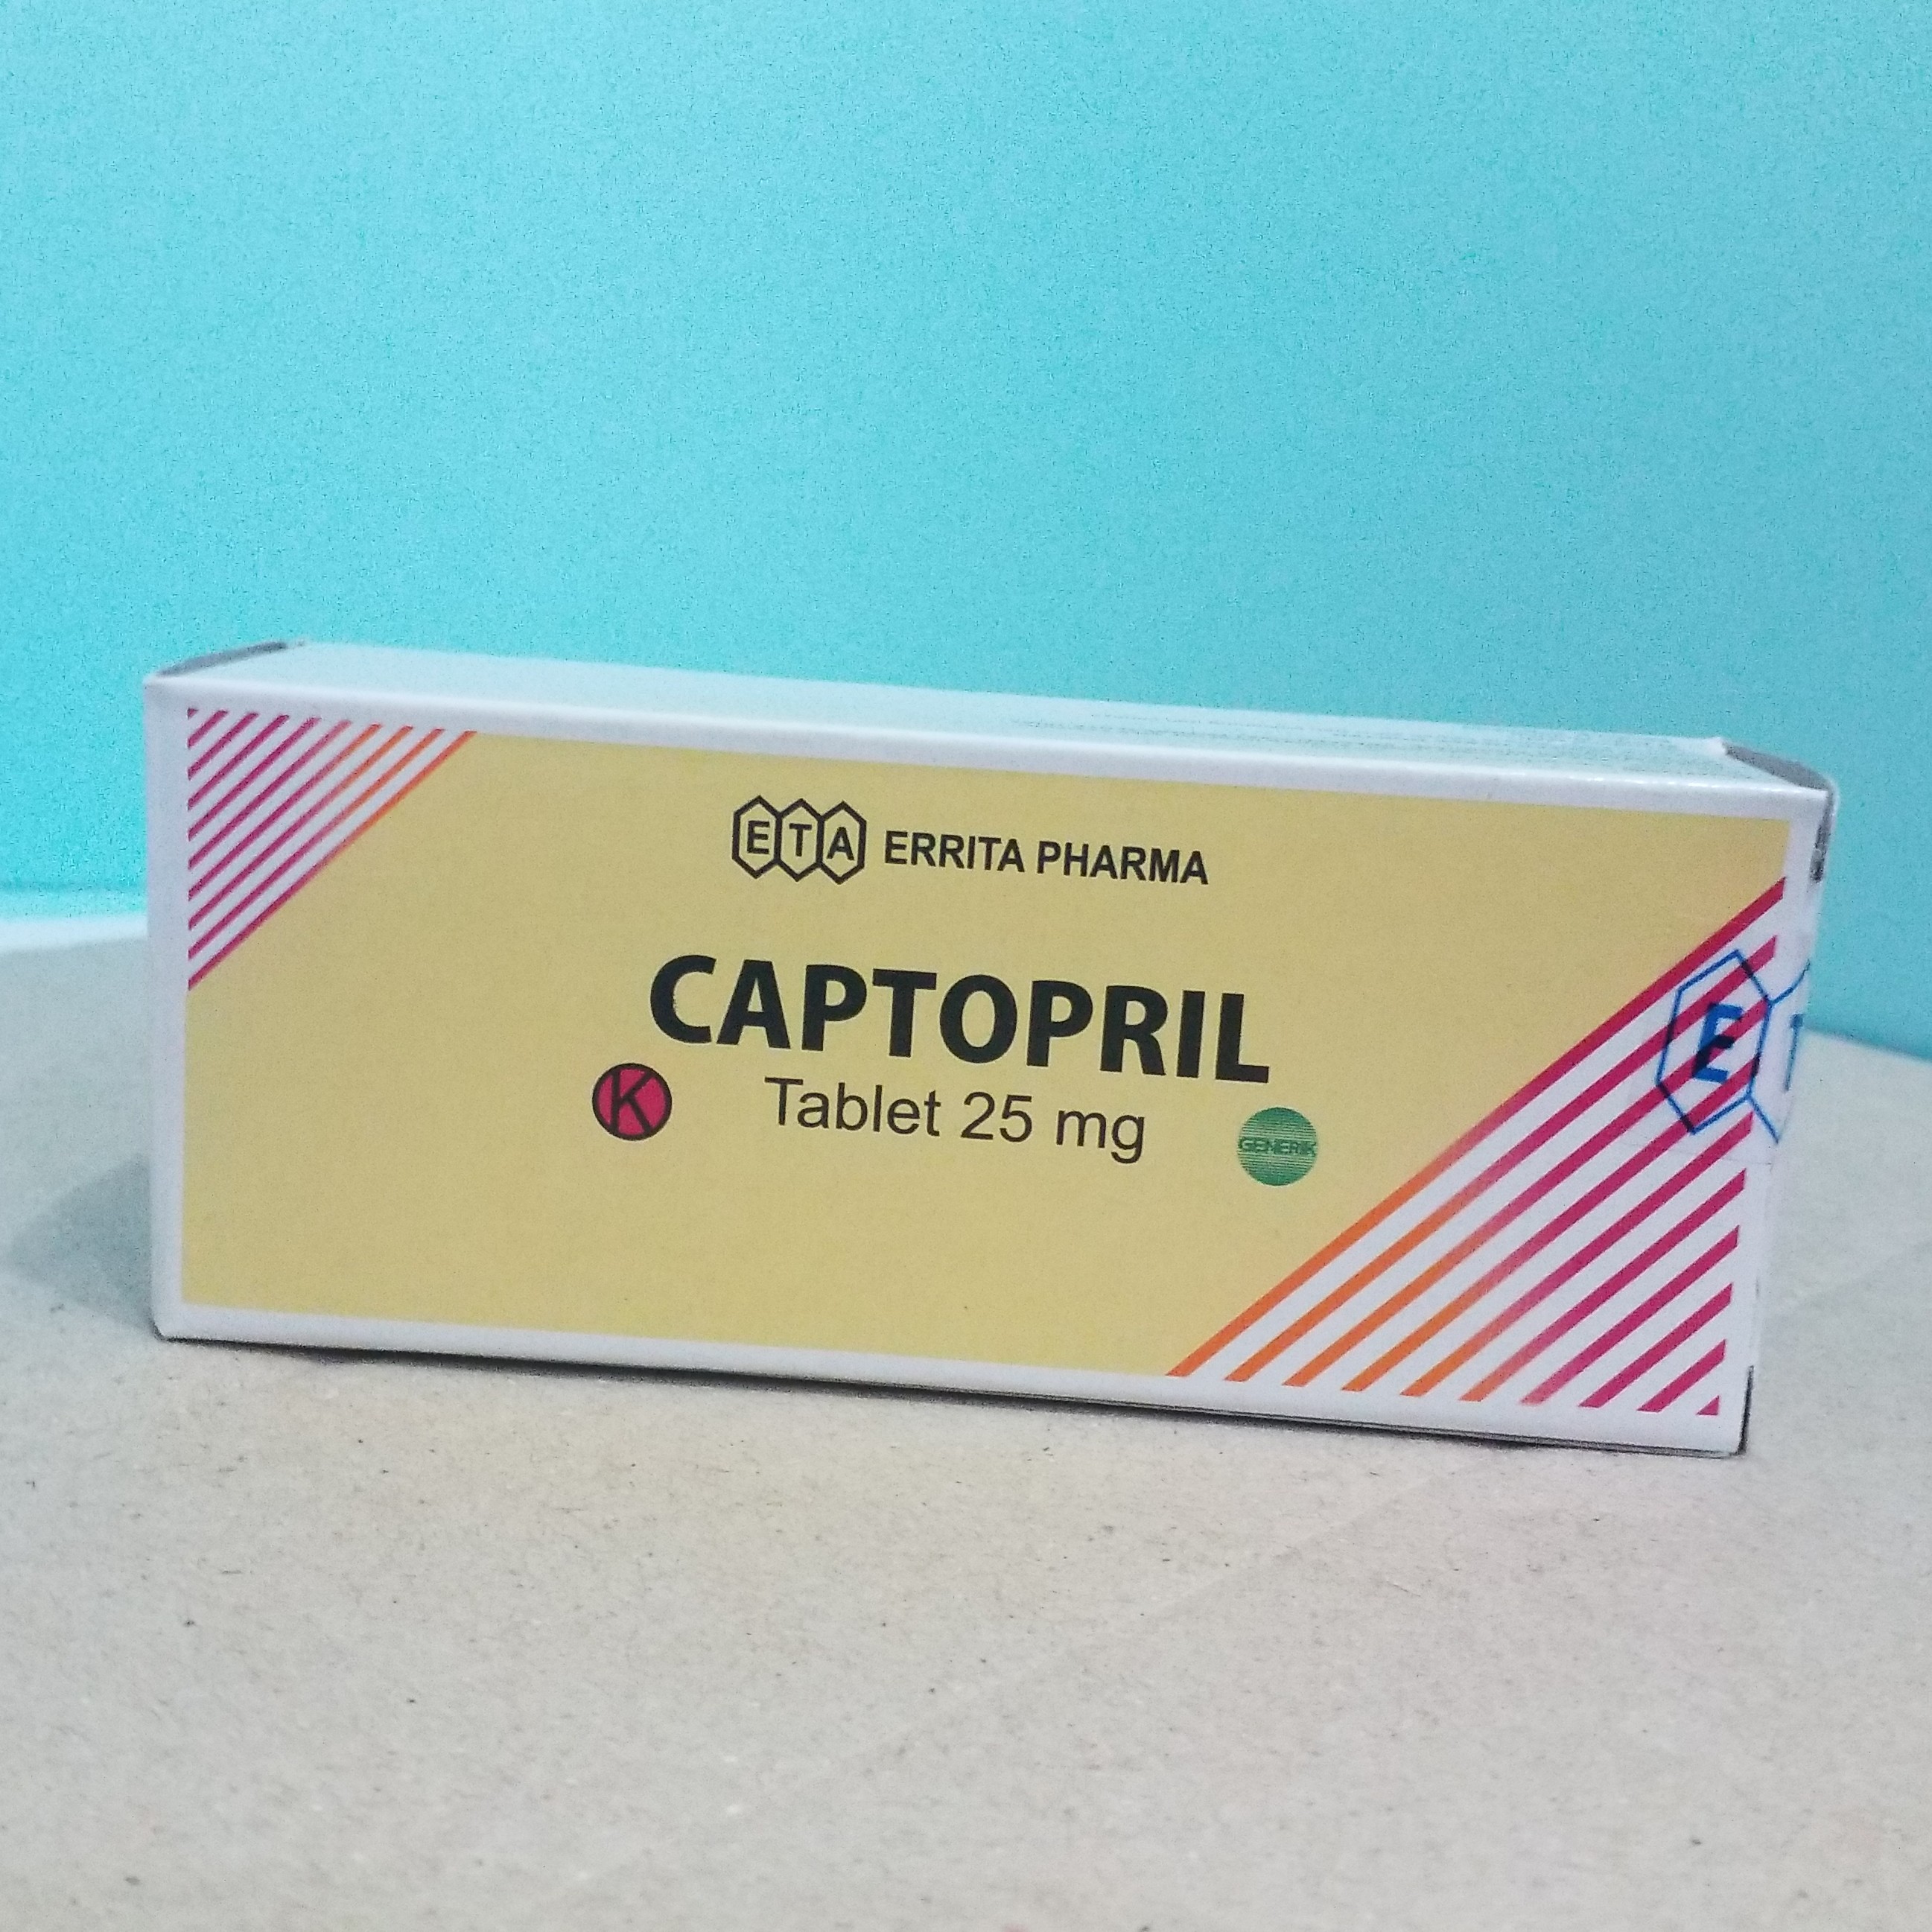 ETA ERRITA PHARMA
CAPTOPRIL
K Tablet 25 mg GENERIK
E